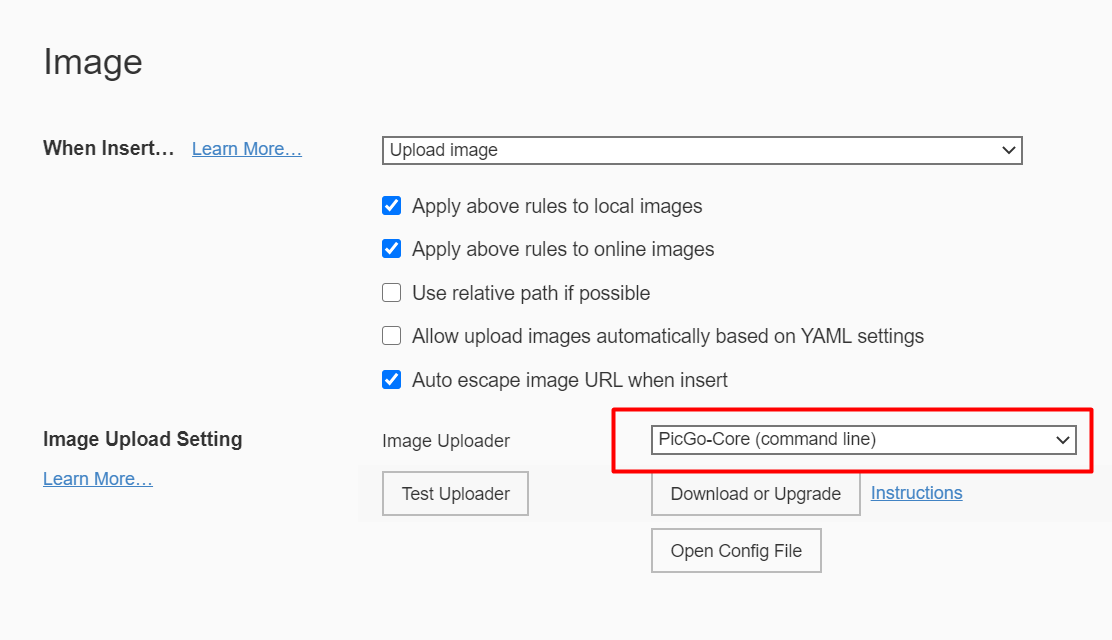 Image
When Insert... Learn More... Upload image
Apply above rules to local images
Apply above rules to online images
Use relative path if possible
Allow upload images automatically based on YAML settings
Auto escape image URL when insert
Image Upload Setting Image Uploader PicGo-Core (command line)
Learn More... Test Uploader Download or Upgrade Instructions
Open Config File